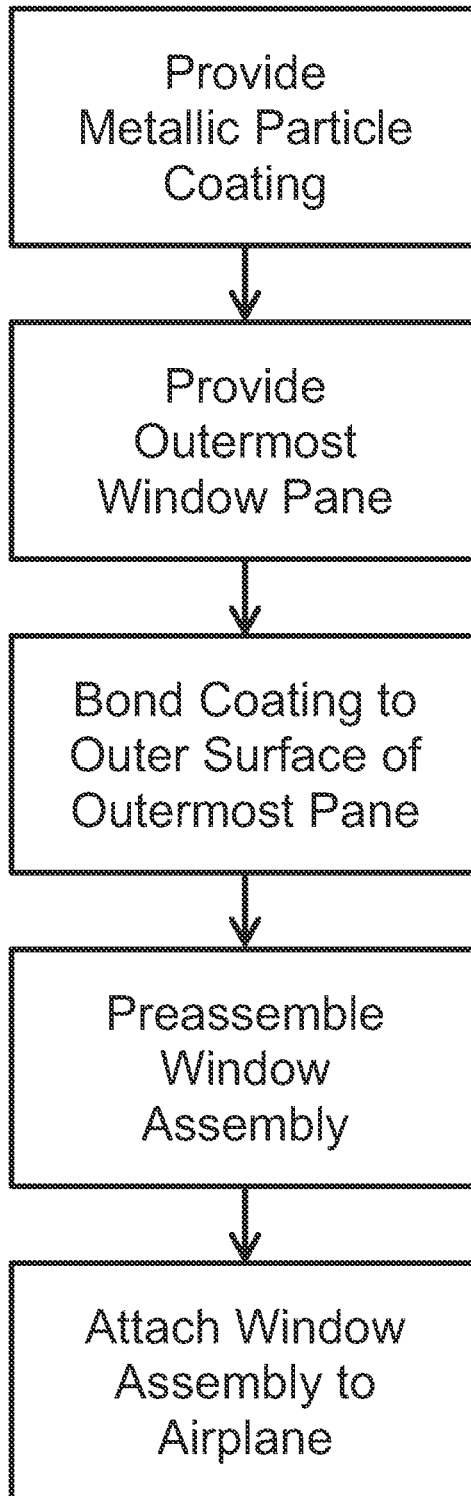 Provide
Metallic Particle
Coating
Provide
Outermost
Window Pane
Bond Coating to
Outer Surface of
Outermost Pane
Preassemble
Window
Assembly
Attach Window
Assembly to
Airplane